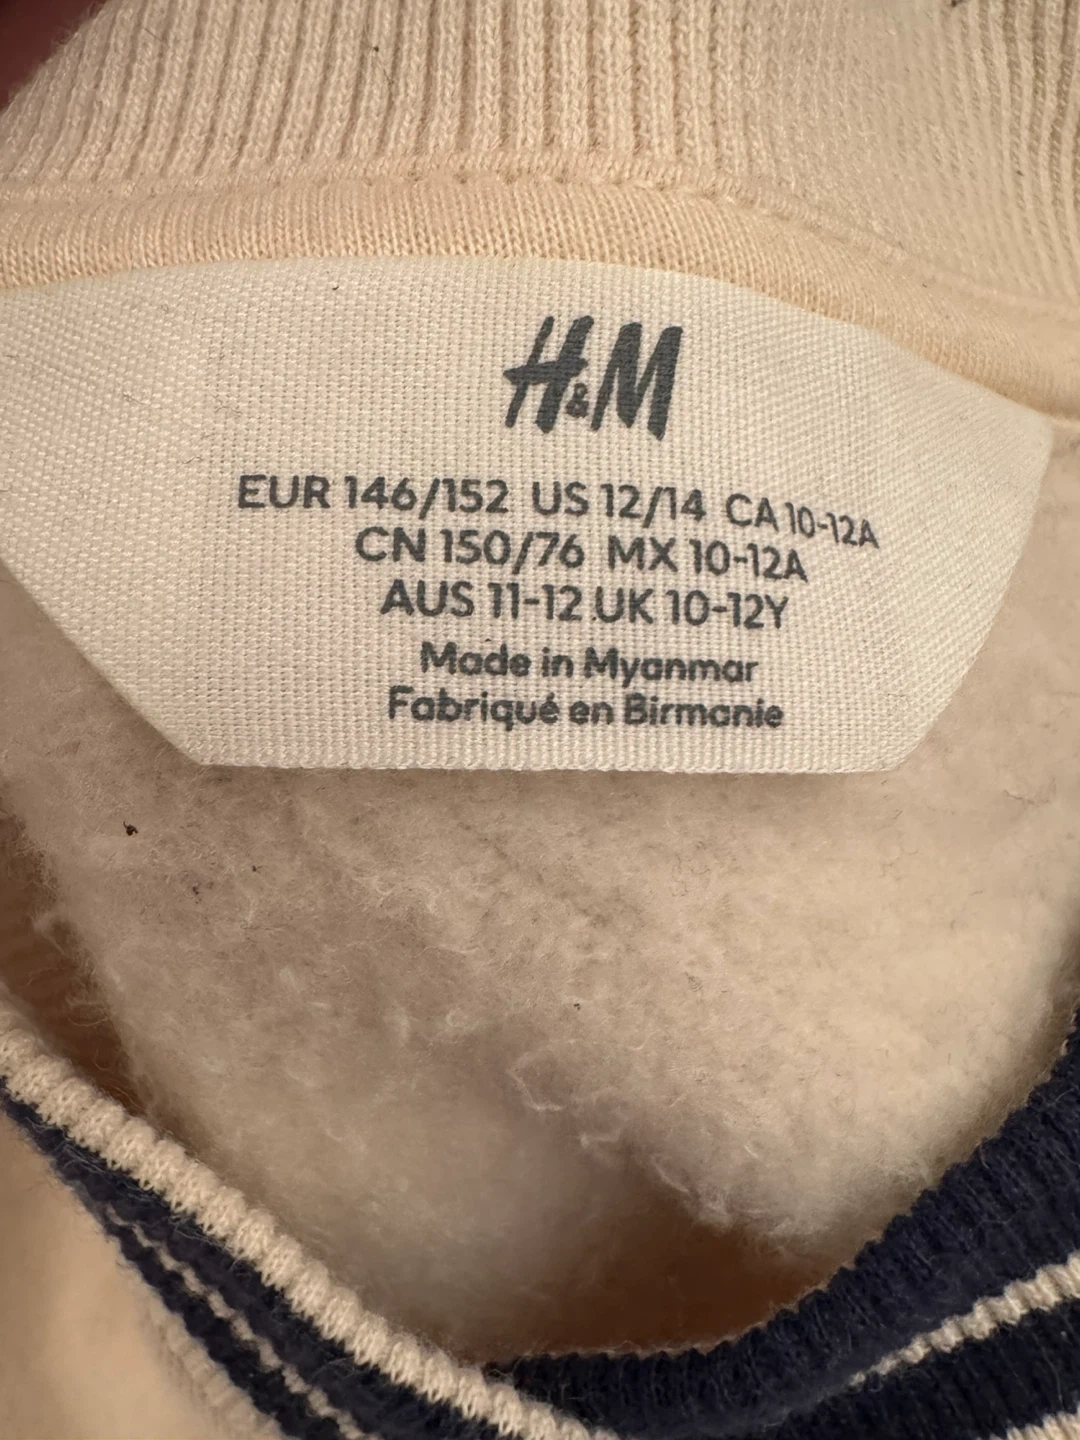 H&M
EUR 146/152 US 12/14 CA 10-12A
CN 150/76 MX 10-12A
AUS 11-12 UK 10-12Y
Made in Myanmar
Fabriqué en Birmanie